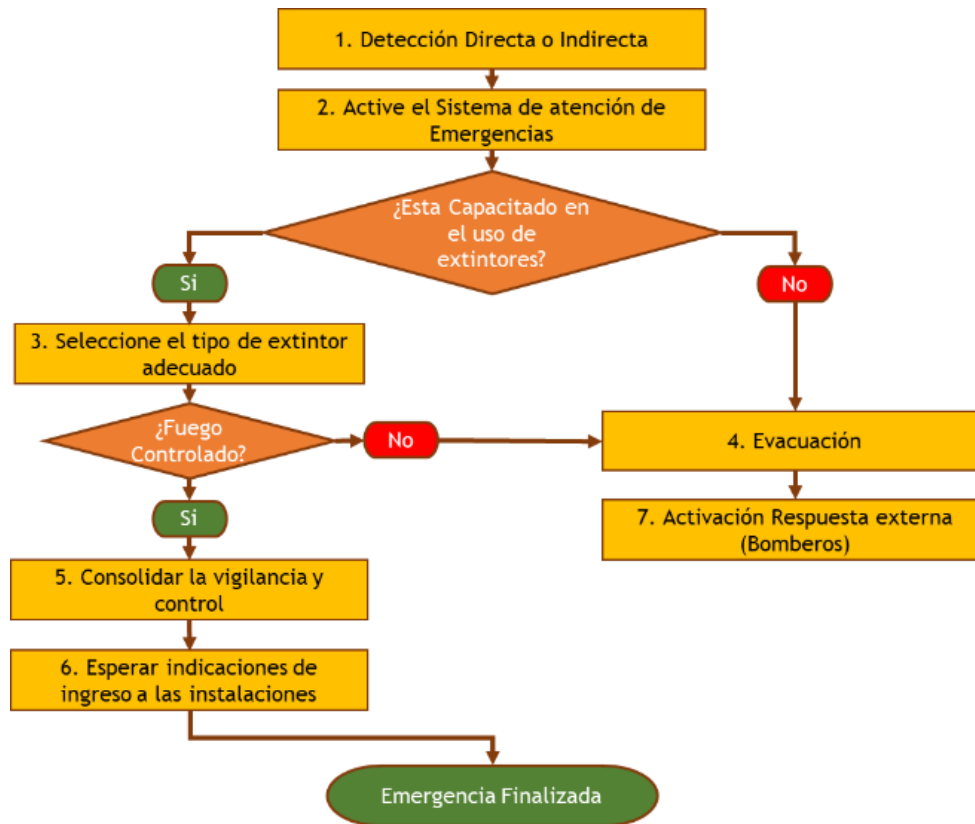 1. Detección Directa o Indirecta
2. Active el Sistema de atención de
Emergencias
¿Esta Capacitado en
el uso de
extintores?
Si
No
3. Seleccione el tipo de extintor
adecuado
¿Fuego
Controlado?
No
4. Evacuación
Si
7. Activación Respuesta externa
(Bomberos)
5. Consolidar la vigilancia y
control
6. Esperar indicaciones de
ingreso a las instalaciones
Emergencia Finalizada